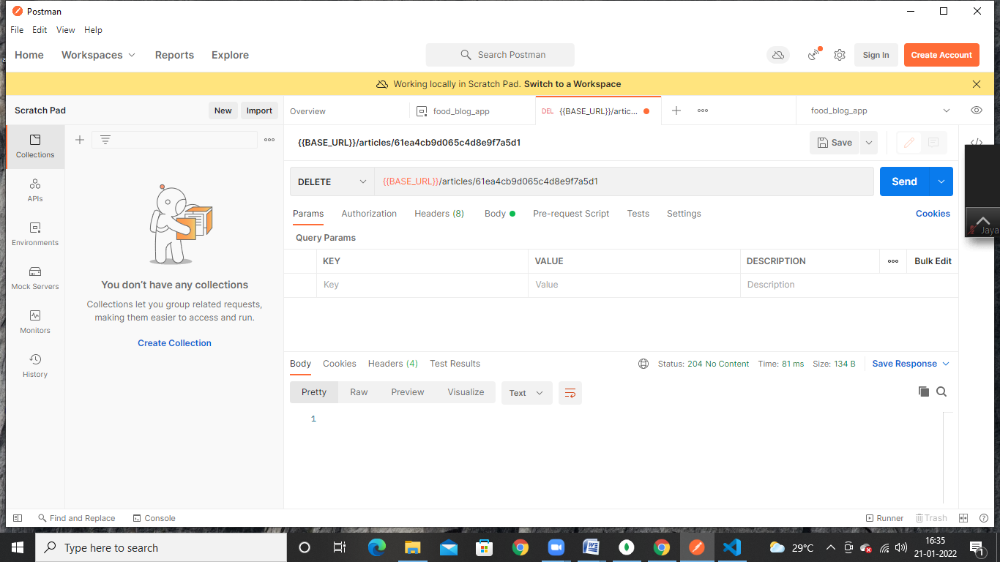 Postman
File Edit View Help
Home Workspaces Reports Explore Search Postman Sign In Create Account
Working locally in Scratch Pad. Switch to a Workspace
Scratch Pad New Import Overview food_blog_app DEL {{BASE_URL}}/artic... food_blog_app
{{BASE_URL}}/articles/61ea4cb9d065c4d8e9f7a5d1 Save
Collections
DELETE {{BASE_URL}}/articles/61ea4cb9d065c4d8e9f7a5d1 Send
APIs
Params Authorization Headers (8) Body Pre-request Script Tests Settings Cookies
Environments
Query Params
Jaya
KEY VALUE DESCRIPTION Bulk Edit
Key Value Description
Mock Servers
You don't have any collections
Collections let you group related requests,
making them easier to access and run.
Create Collection
Monitors
History
Body Cookies Headers (4) Test Results Status: 204 No Content Time: 81 ms Size: 134 B Save Response
Pretty Raw Preview Visualize Text
1
Find and Replace Console Runner Trash
Type here to search 29°C 16:35
21-01-2022
1